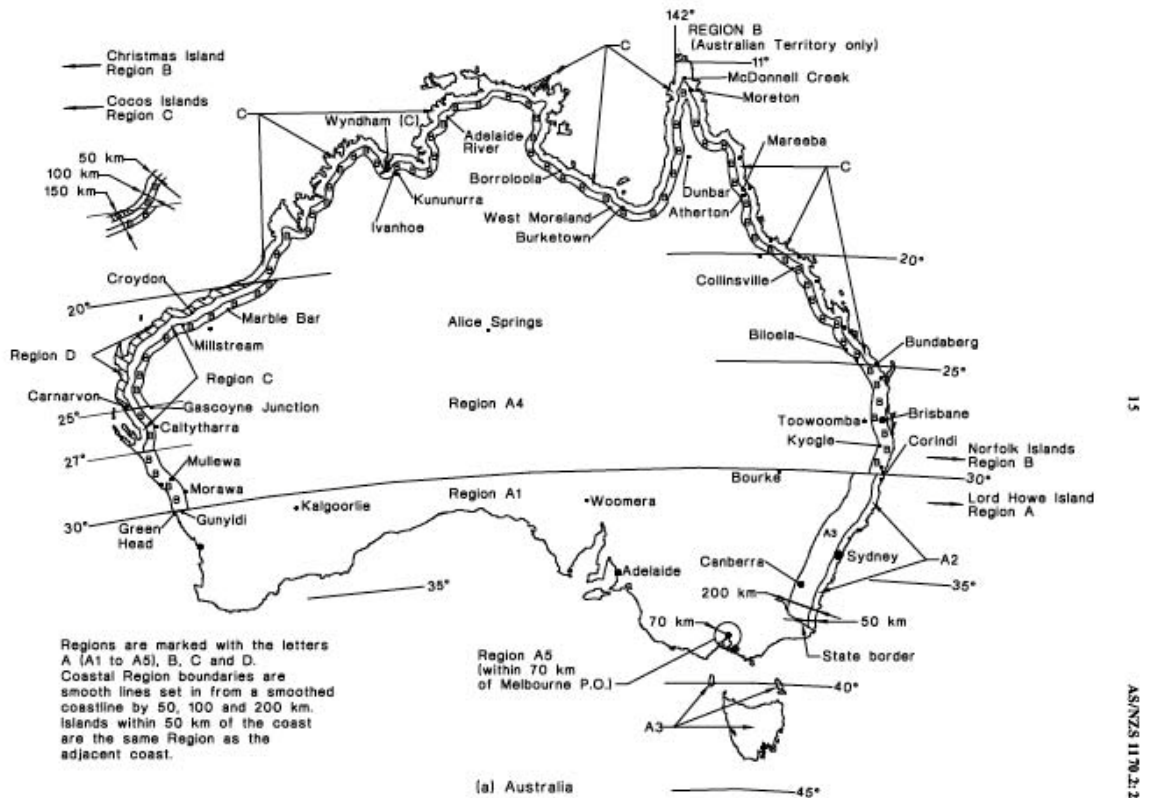 142°
REGION B
(Australian Territory only)
11°
McDonnell Creek
Moreton
Christmas Island
Region B
Cocos Islands
Region C
C
C
Wyndham (C)
Adelaide
River
Mareeba
C
50 km
100 km
150 km
Borroloola
Kununurra
Ivanhoe
West Moreland
Burketown
Dunbar
Atherton
20°
Collinsville
Croydon
20°
Marble Bar
Alice Springs
Millstream
Biloela
Bundaberg
Region D
Region C
25°
Carnarvon
Gascoyne Junction
25°
Callytharra
Region A4
Toowoomba
Brisbane
15
Kyogle
Corindi
27°
Mullewa
Norfolk Islands
Region B
Morawa
Bourke
30°
Region A1
Woomera
Lord Howe Island
Region A
30°
Kalgoorlie
Green
Head
Gunyidi
A3
Sydney
A2
Canberra
Adelaide
35°
35°
200 km
50 km
70 km
State border
Regions are marked with the letters
A (A1 to A5), B, C and D.
Coastal Region boundaries are
smooth lines set in from a smoothed
coastline by 50, 100 and 200 km.
Islands within 50 km of the coast
are the same Region as the
adjacent coast.
Region A5
(within 70 km
of Melbourne P.O.)
40°
A3
(a) Australia
45°
AS/NZS 1170.2:2